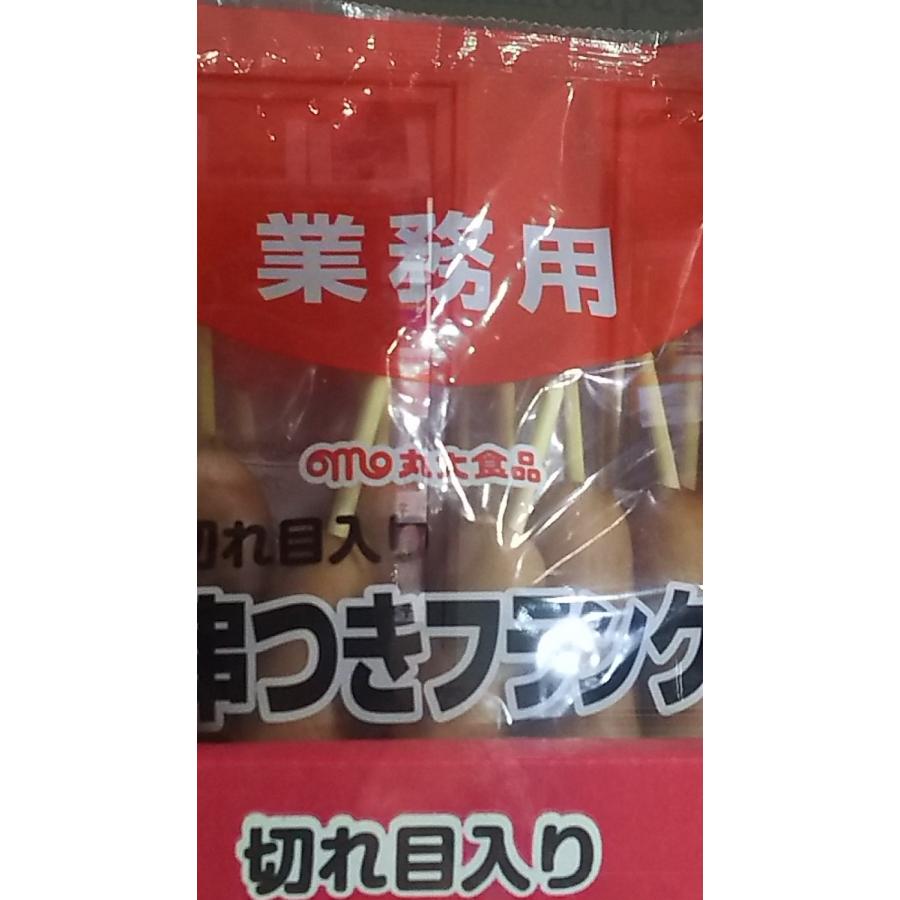 業務用
丸大食品
切れ目入り
串つきフランク
切れ目入り